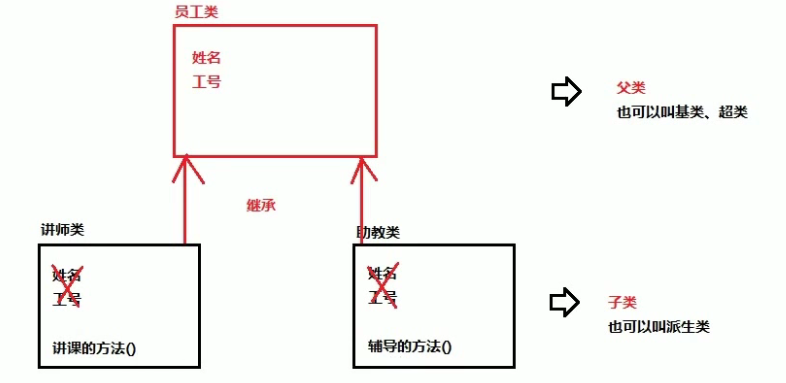 员工类
姓名
工号
父类
也可以叫基类、超类
继承
讲师类
姓名
工号
讲课的方法()
助教类
姓名
工号
辅导的方法()
子类
也可以叫派生类